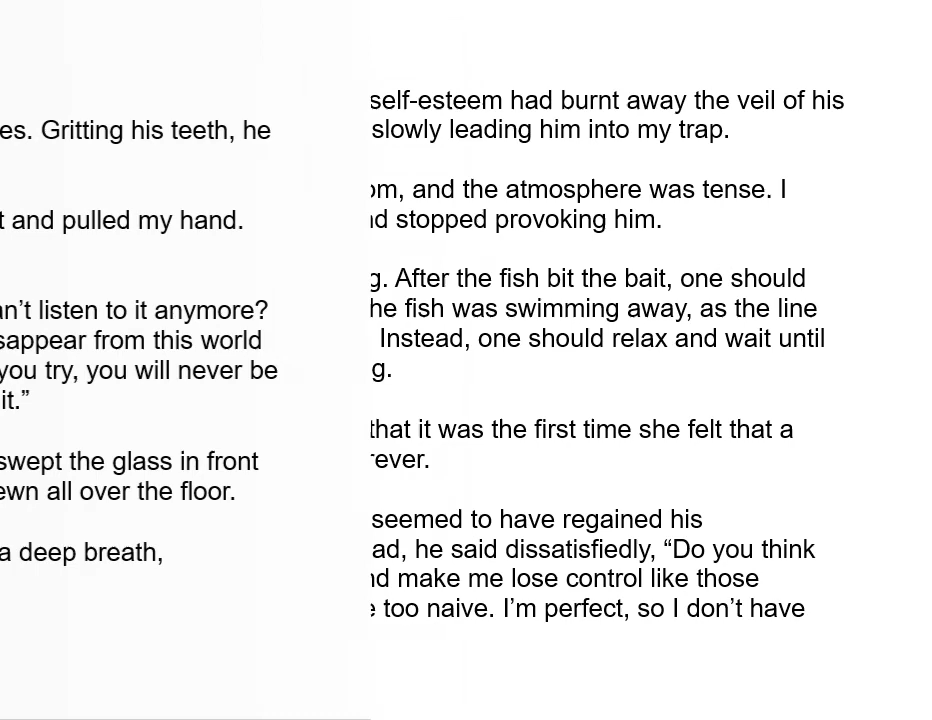 es. Gritting his teeth, he
t and pulled my hand.
an’t listen to it anymore?
sappear from this world
you try, you will never be
it.”
swept the glass in front
ewn all over the floor.
a deep breath,
self-esteem had burnt away the veil of his
slowly leading him into my trap.
om, and the atmosphere was tense. I
nd stopped provoking him.
g. After the fish bit the bait, one should
he fish was swimming away, as the line
Instead, one should relax and wait until
g.
that it was the first time she felt that a
rever.
seemed to have regained his
ad, he said dissatisfiedly, “Do you think
nd make me lose control like those
e too naive. I’m perfect, so I don’t have